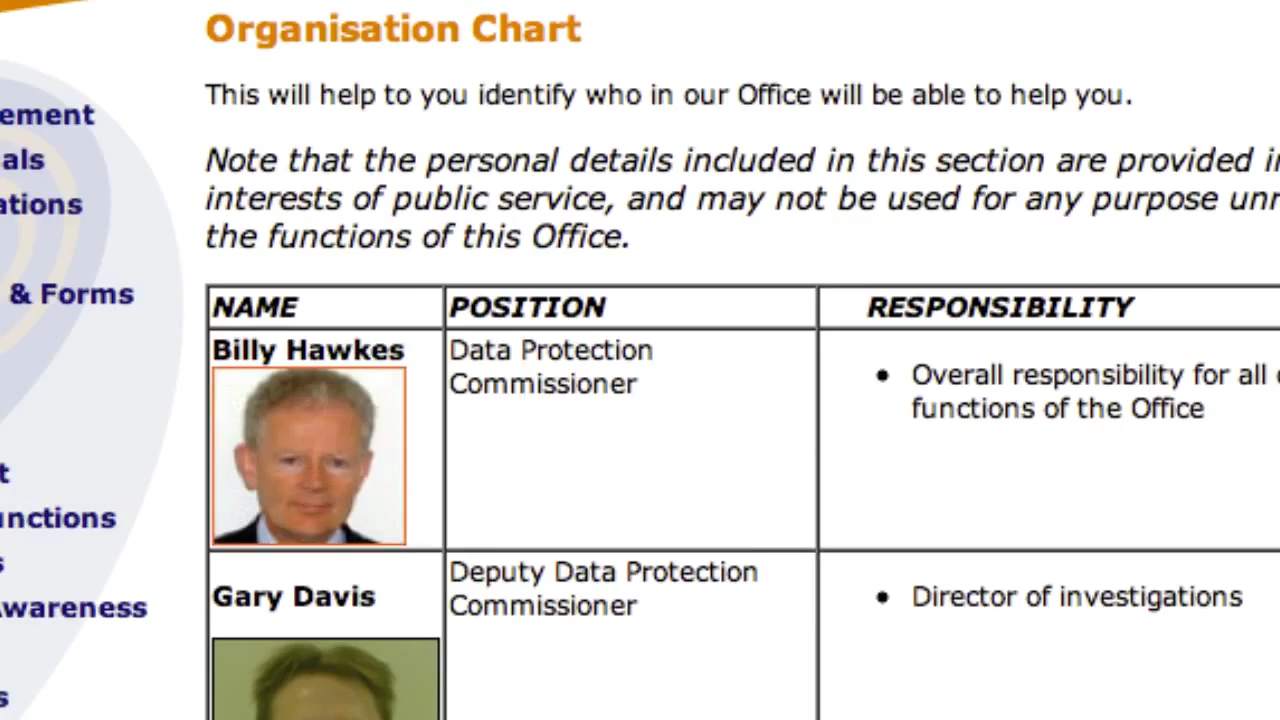 Organisation Chart
This will help to you identify who in our Office will be able to help you.
Note that the personal details included in this section are provided
interests of public service, and may not be used for any purpose
the functions of this Office.
ement
als
ations
& Forms
t
unctions
s
Awareness
s
NAME POSITION RESPONSIBILITY
Billy Hawkes Data Protection
Commissioner
Overall responsibility for all
functions of the Office
Deputy Data Protection
Gary Davis Commissioner Director of investigations